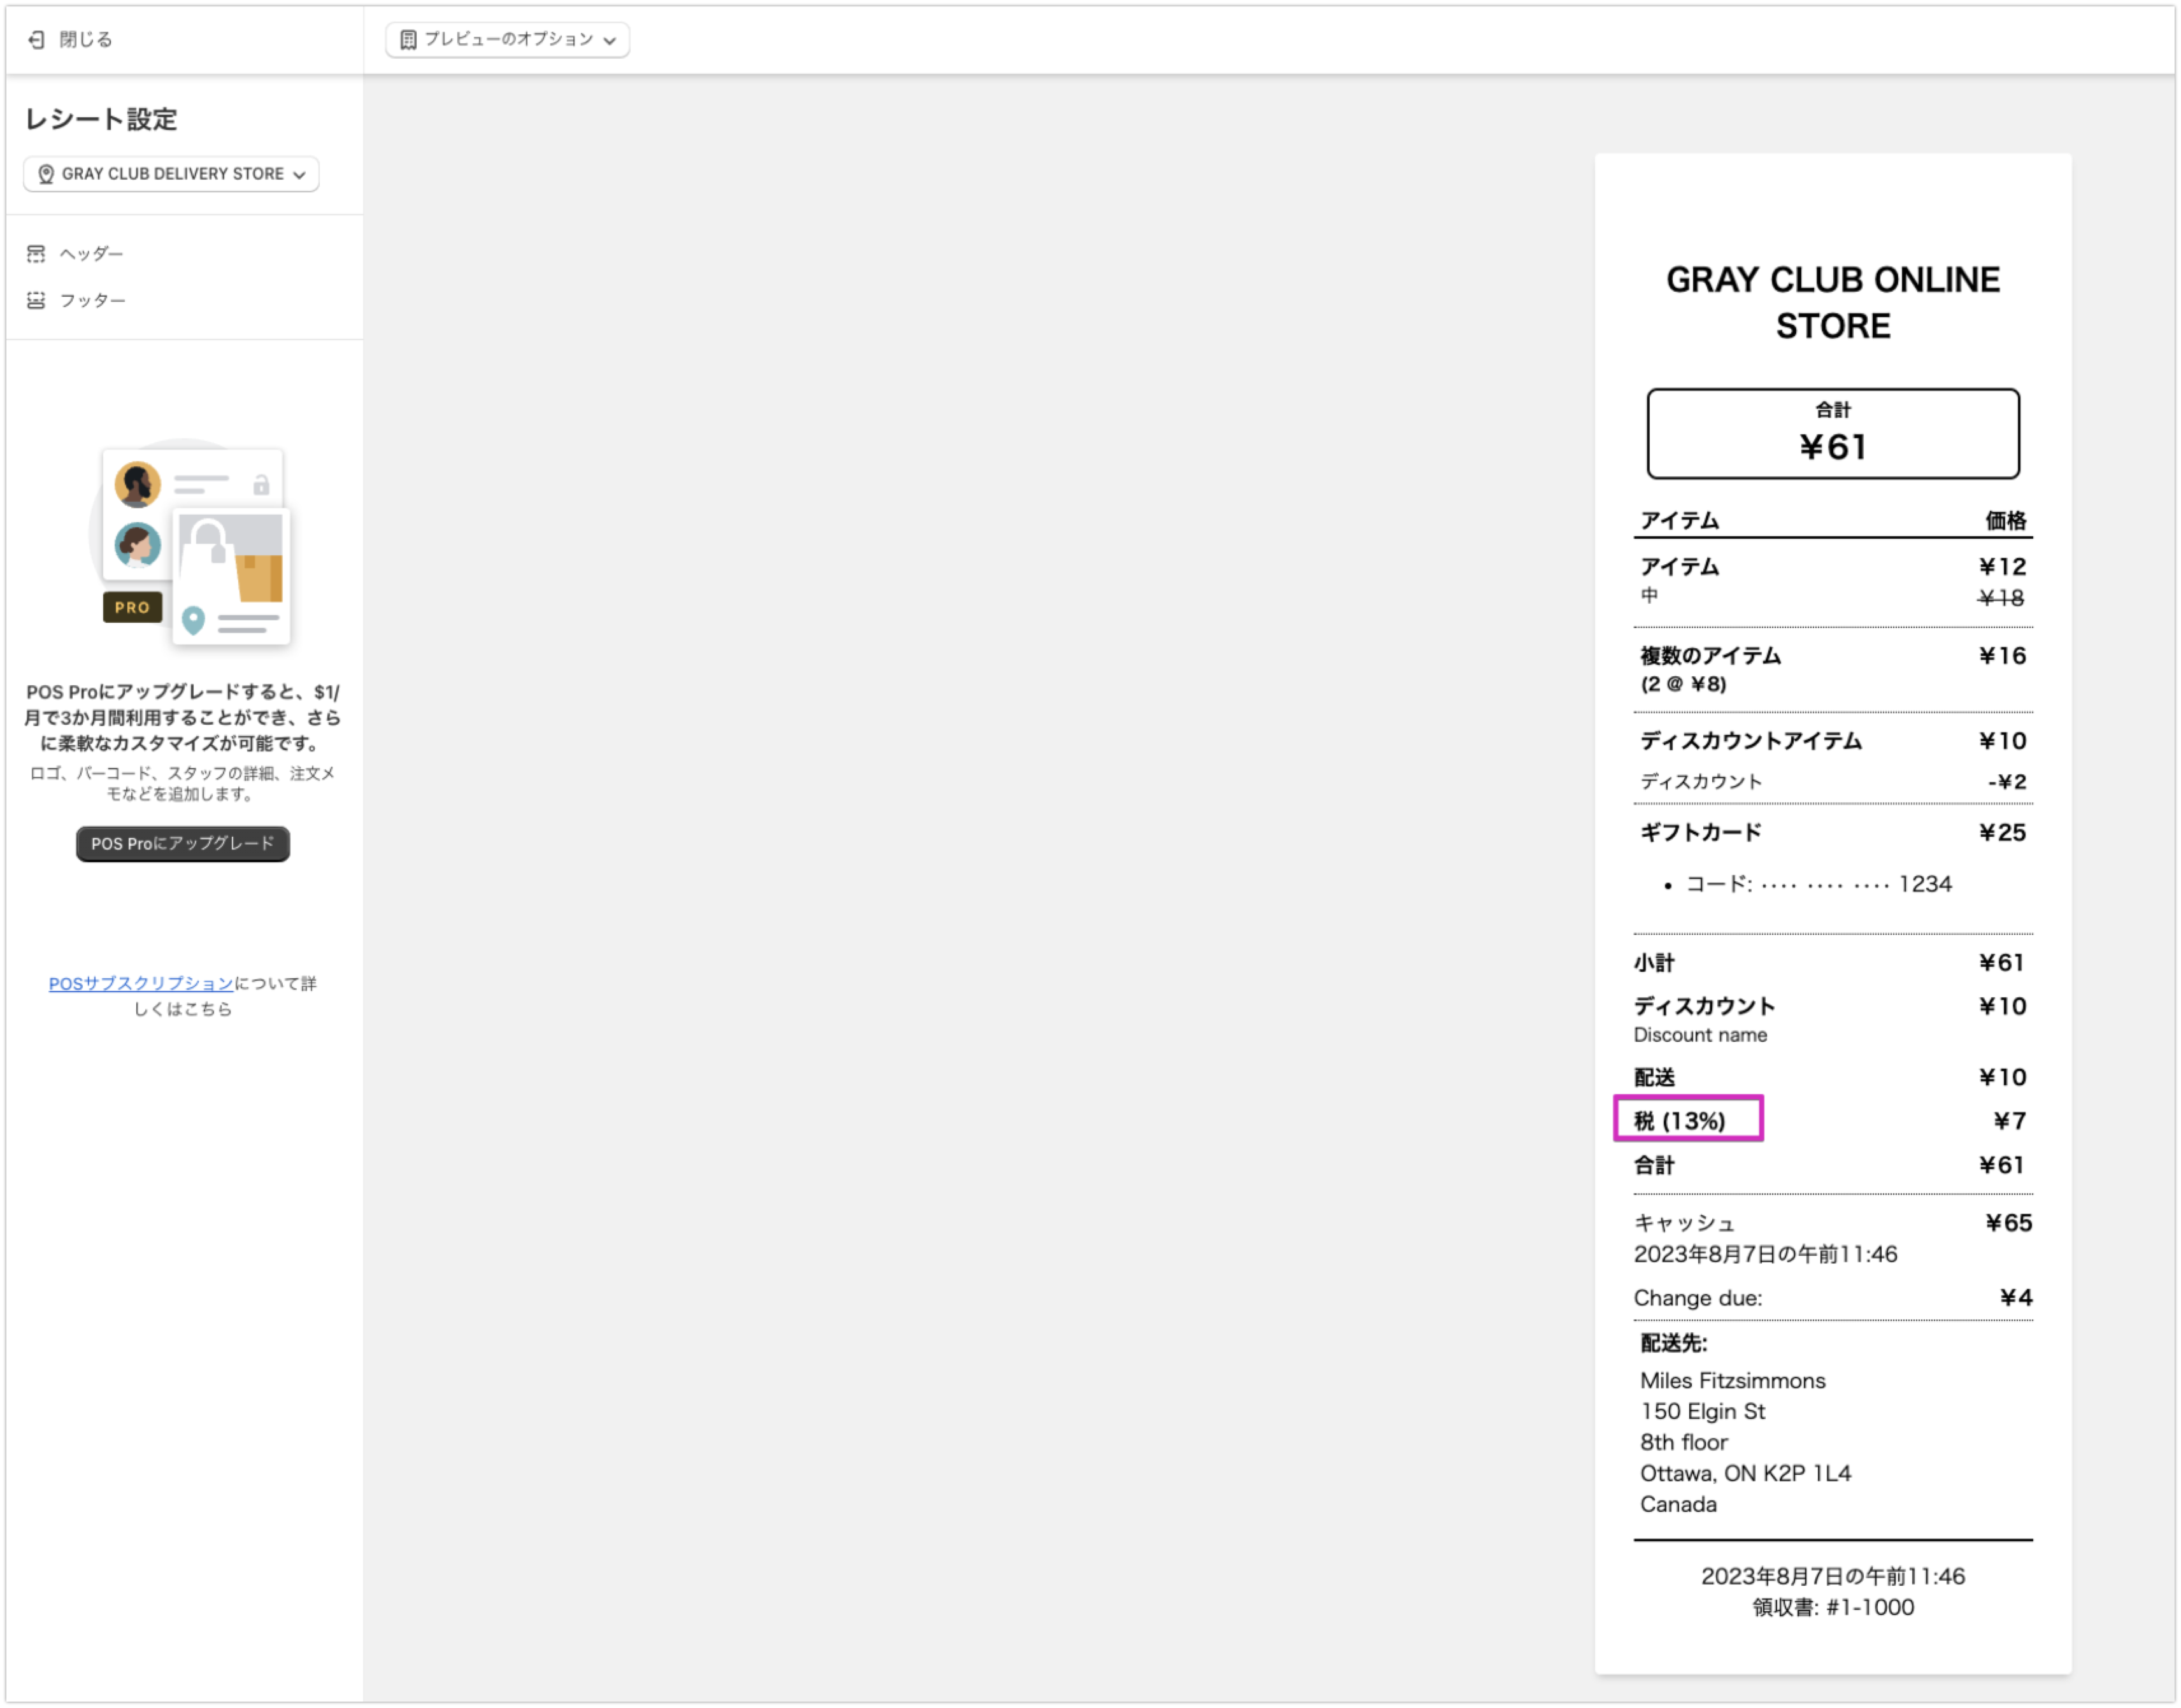 閉じる
プレビューのオプション
レシート設定
GRAY CLUB DELIVERY STORE
ヘッダー
フッター
PRO
POS Proにアップグレードすると、$1/
月で3か月間利用することができ、さら
に柔軟なカスタマイズが可能です。
ロゴ、バーコード、スタッフの詳細、注文メ
モなどを追加します。
POS Proにアップグレード
POSサブスクリプションについて詳
しくはこちら
GRAY CLUB ONLINE
STORE
合計
¥61
アイテム 価格
アイテム ¥12
中 ¥18
複数のアイテム ¥16
(2 @ ¥8)
ディスカウントアイテム ¥10
ディスカウント -¥2
ギフトカード ¥25
• コード: ···· ···· ···· 1234
小計 ¥61
ディスカウント ¥10
Discount name
配送 ¥10
税 (13%) ¥7
合計 ¥61
キャッシュ ¥65
2023年8月7日の午前11:46
Change due: ¥4
配送先:
Miles Fitzsimmons
150 Elgin St
8th floor
Ottawa, ON K2P 1L4
Canada
2023年8月7日の午前11:46
領収書: #1-1000